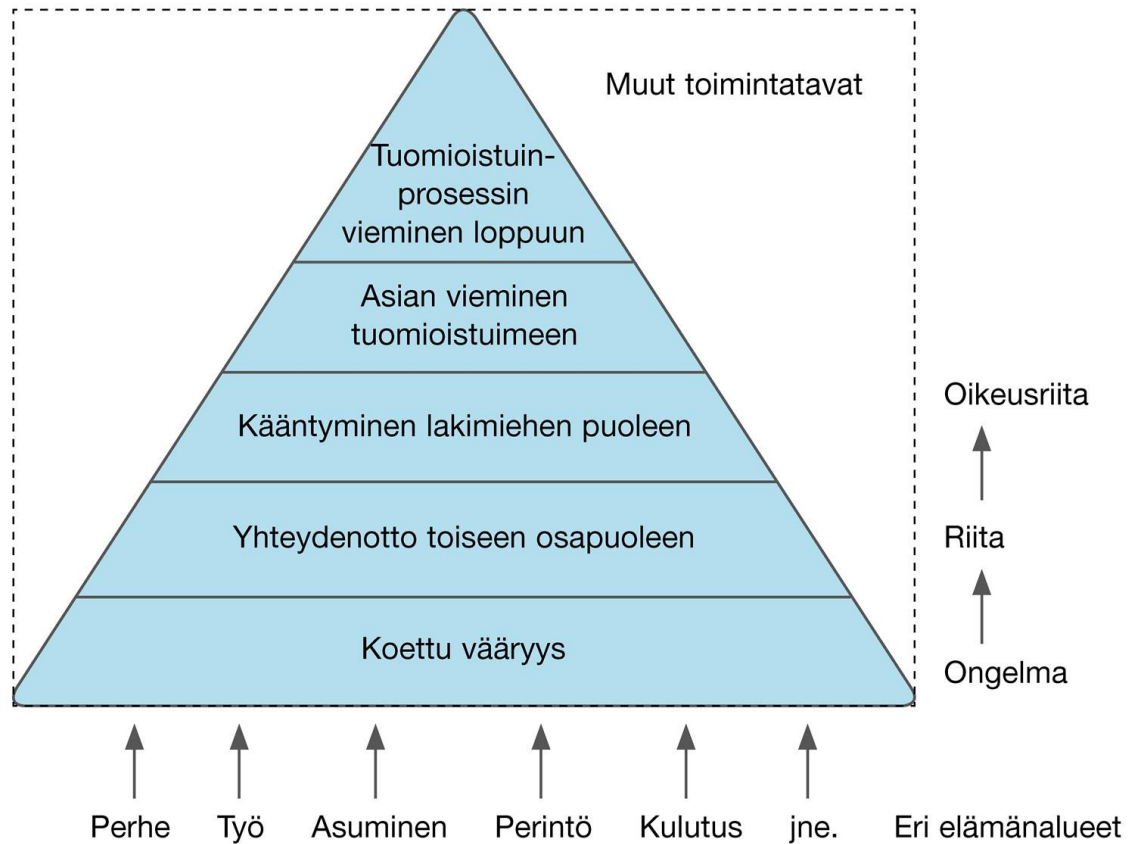 Muut toimintatavat
Tuomioistuin-
prosessin
vieminen loppuun
Asian vieminen
tuomioistuimeen
Kääntyminen lakimiehen puoleen
Yhteydenotto toiseen osapuoleen
Koettu vääryys
Oikeusriita
Riita
Ongelma
Perhe Työ Asuminen Perintö Kulutus jne. Eri elämänalueet